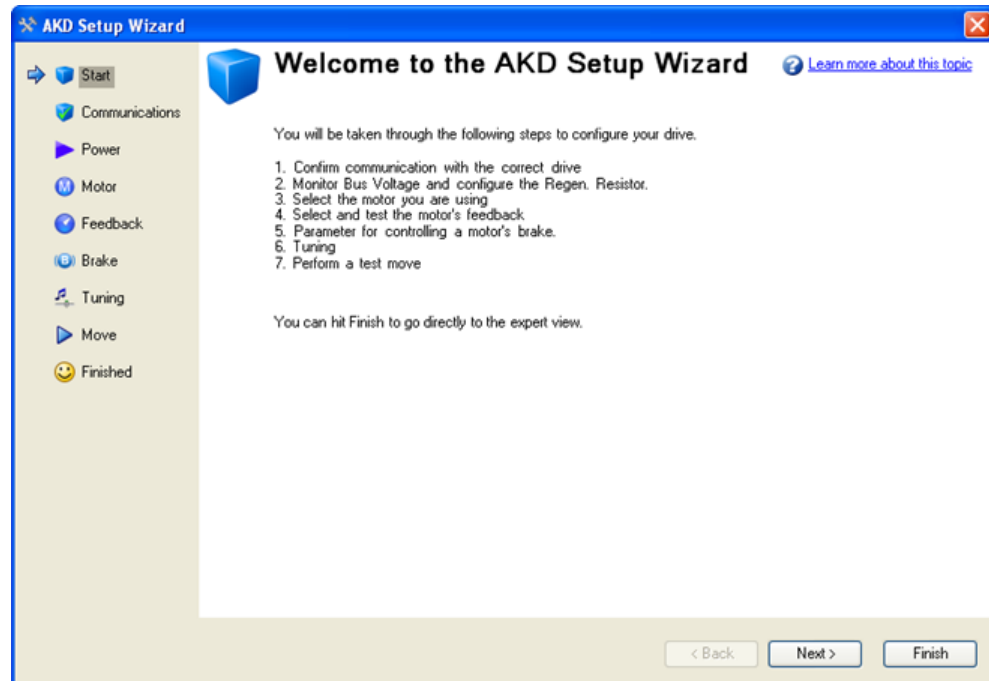 AKD Setup Wizard
Start
Communications
Power
Motor
Feedback
Brake
Tuning
Move
Finished
Welcome to the AKD Setup Wizard
Learn more about this topic
You will be taken through the following steps to configure your drive.
1. Confirm communication with the correct drive
2. Monitor Bus Voltage and configure the Regen. Resistor.
3. Select the motor you are using
4. Select and test the motor's feedback
5. Parameter for controlling a motor's brake.
6. Tuning
7. Perform a test move
You can hit Finish to go directly to the expert view.
< Back
Next >
Finish